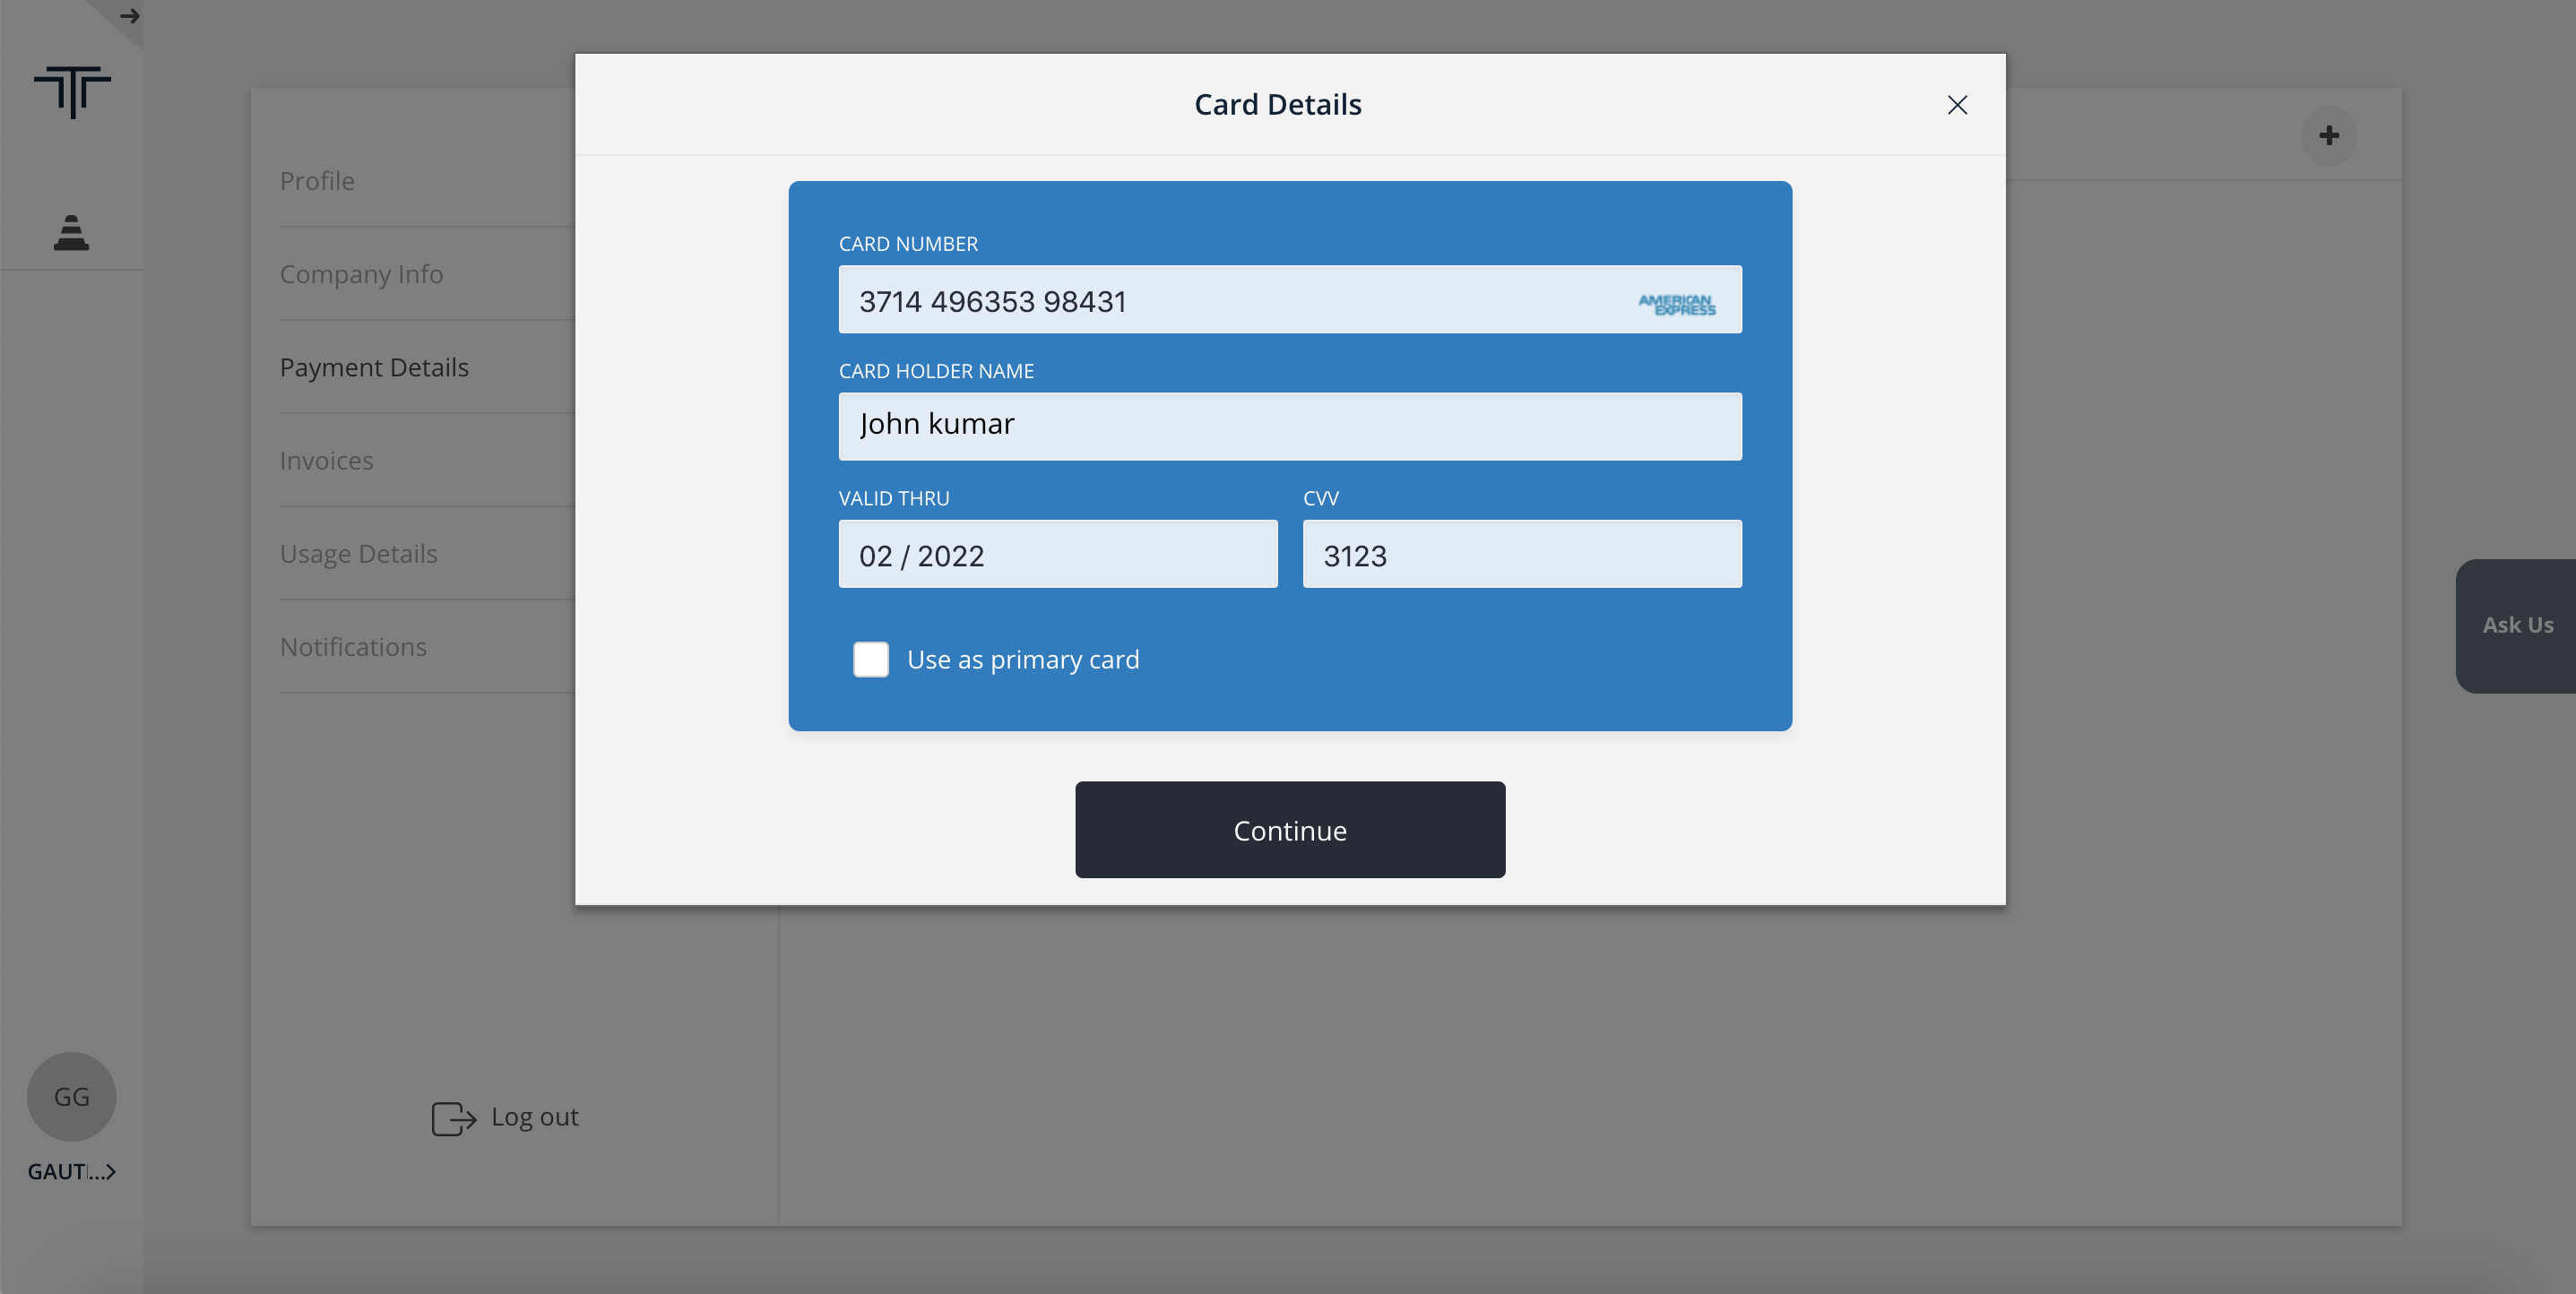 Card Details
CARD NUMBER
3714 496353 98431
AMERICAN
EXPRESS
CARD HOLDER NAME
John kumar
VALID THRU
CVV
02 / 2022
3123
Use as primary card
Continue
Profile
Company Info
Payment Details
Invoices
Usage Details
Notifications
Log out
GG
GAUT...
Ask Us